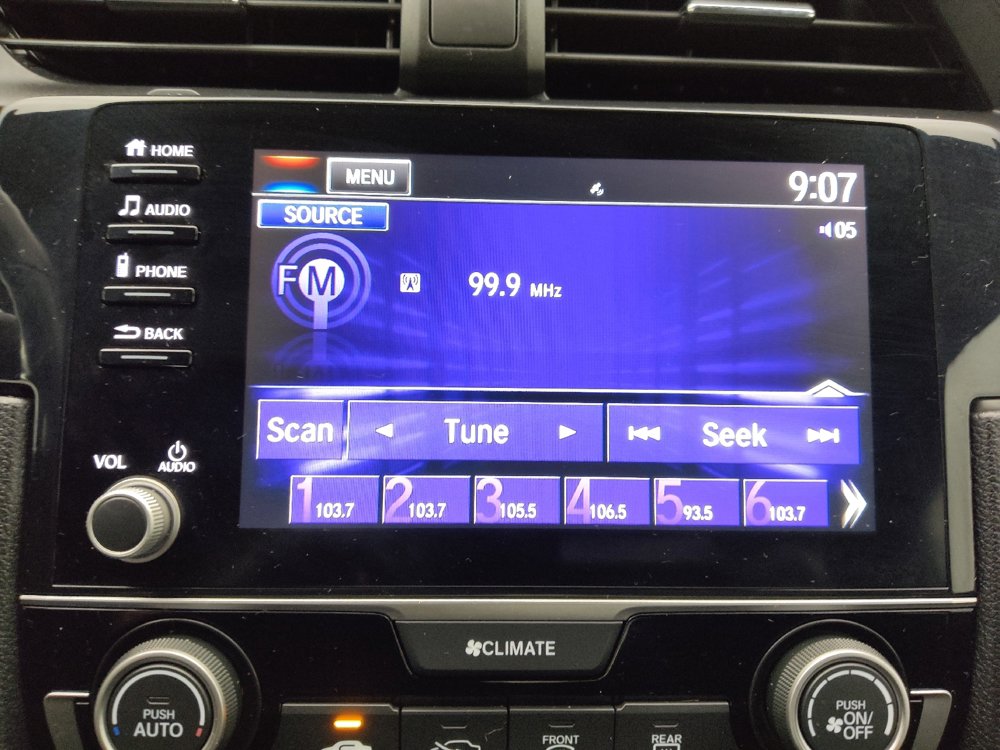 HOME
MENU
9:07
AUDIO
SOURCE
05
FM
99.9 MHz
PHONE
BACK
Scan
Tune
Seek
VOL
AUDIO
1 103.7
2 103.7
3 105.5
4 106.5
5 93.5
6 103.7
CLIMATE
PUSH
AUTO
PUSH
ON/
OFF
FRONT
REAR